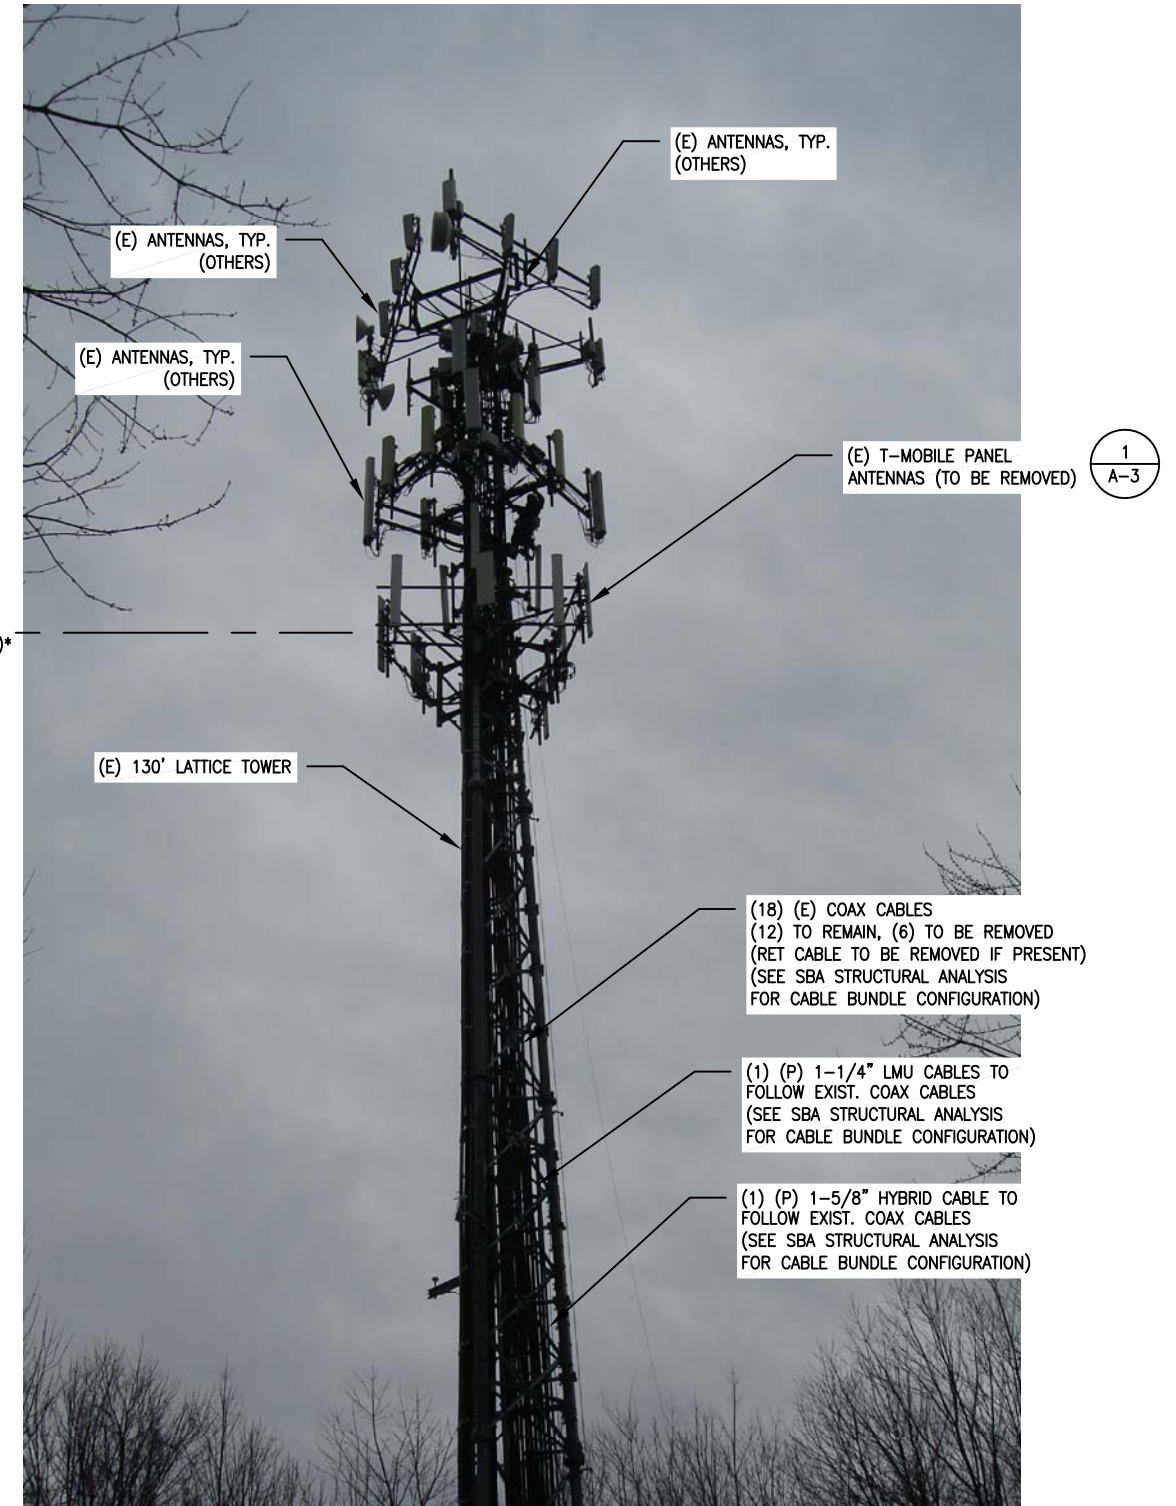 (E) ANTENNAS, TYP.
(OTHERS)
(E) ANTENNAS, TYP.
(OTHERS)
(E) ANTENNAS, TYP.
(OTHERS)
(E) T-MOBILE PANEL
ANTENNAS (TO BE REMOVED)
1
A-3
)*
(E) 130' LATTICE TOWER
(18) (E) COAX CABLES
(12) TO REMAIN, (6) TO BE REMOVED
(RET CABLE TO BE REMOVED IF PRESENT)
(SEE SBA STRUCTURAL ANALYSIS
FOR CABLE BUNDLE CONFIGURATION)
(1) (P) 1-1/4" LMU CABLES TO
FOLLOW EXIST. COAX CABLES
(SEE SBA STRUCTURAL ANALYSIS
FOR CABLE BUNDLE CONFIGURATION)
(1) (P) 1-5/8" HYBRID CABLE TO
FOLLOW EXIST. COAX CABLES
(SEE SBA STRUCTURAL ANALYSIS
FOR CABLE BUNDLE CONFIGURATION)